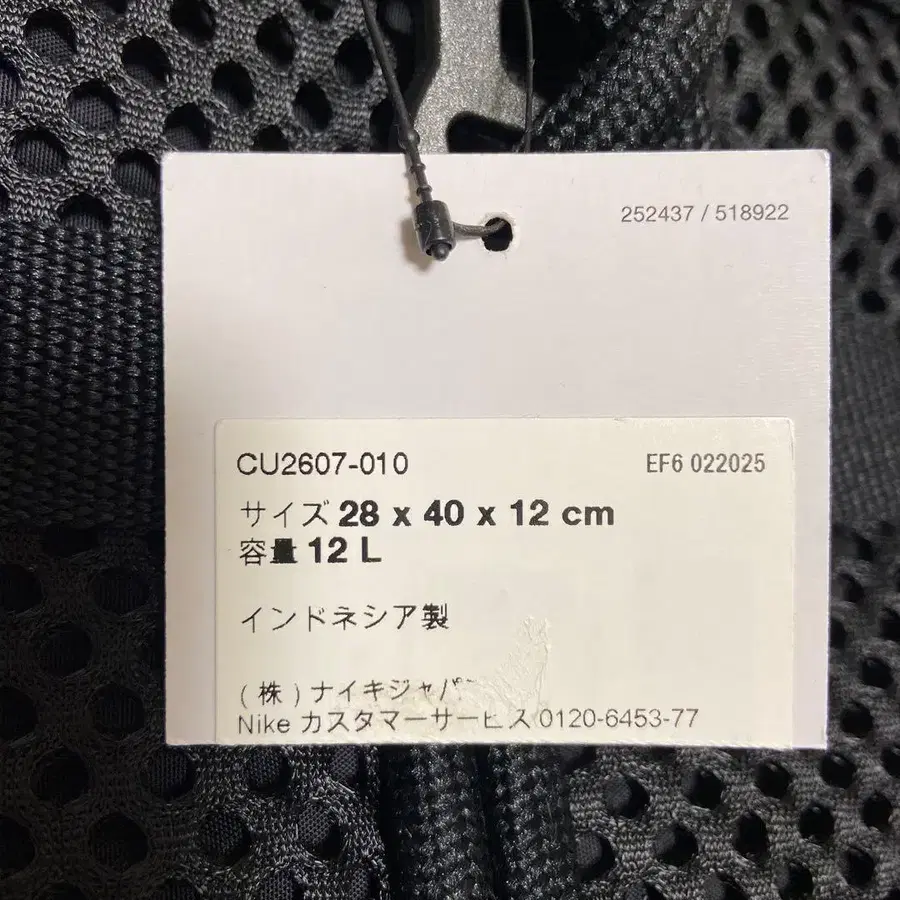 252437 / 518922
CU2607-010
EF6 022025
サイズ 28 x 40 x 12 cm
容量 12 L
インドネシア製
(株)ナイキジャパ
Nike カスタマーサービス 0120-6453-77